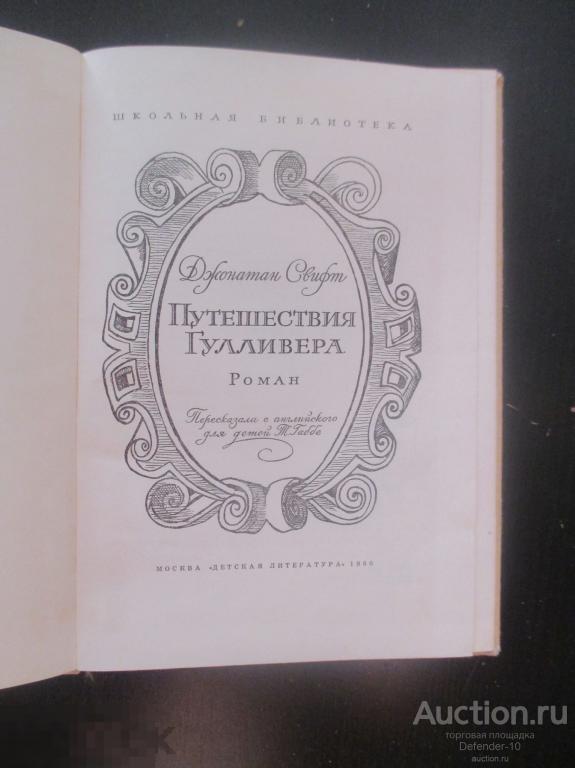 ШКОЛЬНАЯ БИБЛИОТЕКА
Джонатан Свифт
ПУТЕШЕСТВИЯ
ГУЛЛИВЕРА
РОМАН
Пересказала с английского
для детей Т. Габбе
МОСКВА «ДЕТСКАЯ ЛИТЕРАТУРА»
Auction.ru
торговая площадка
Defender-10
auction.ru